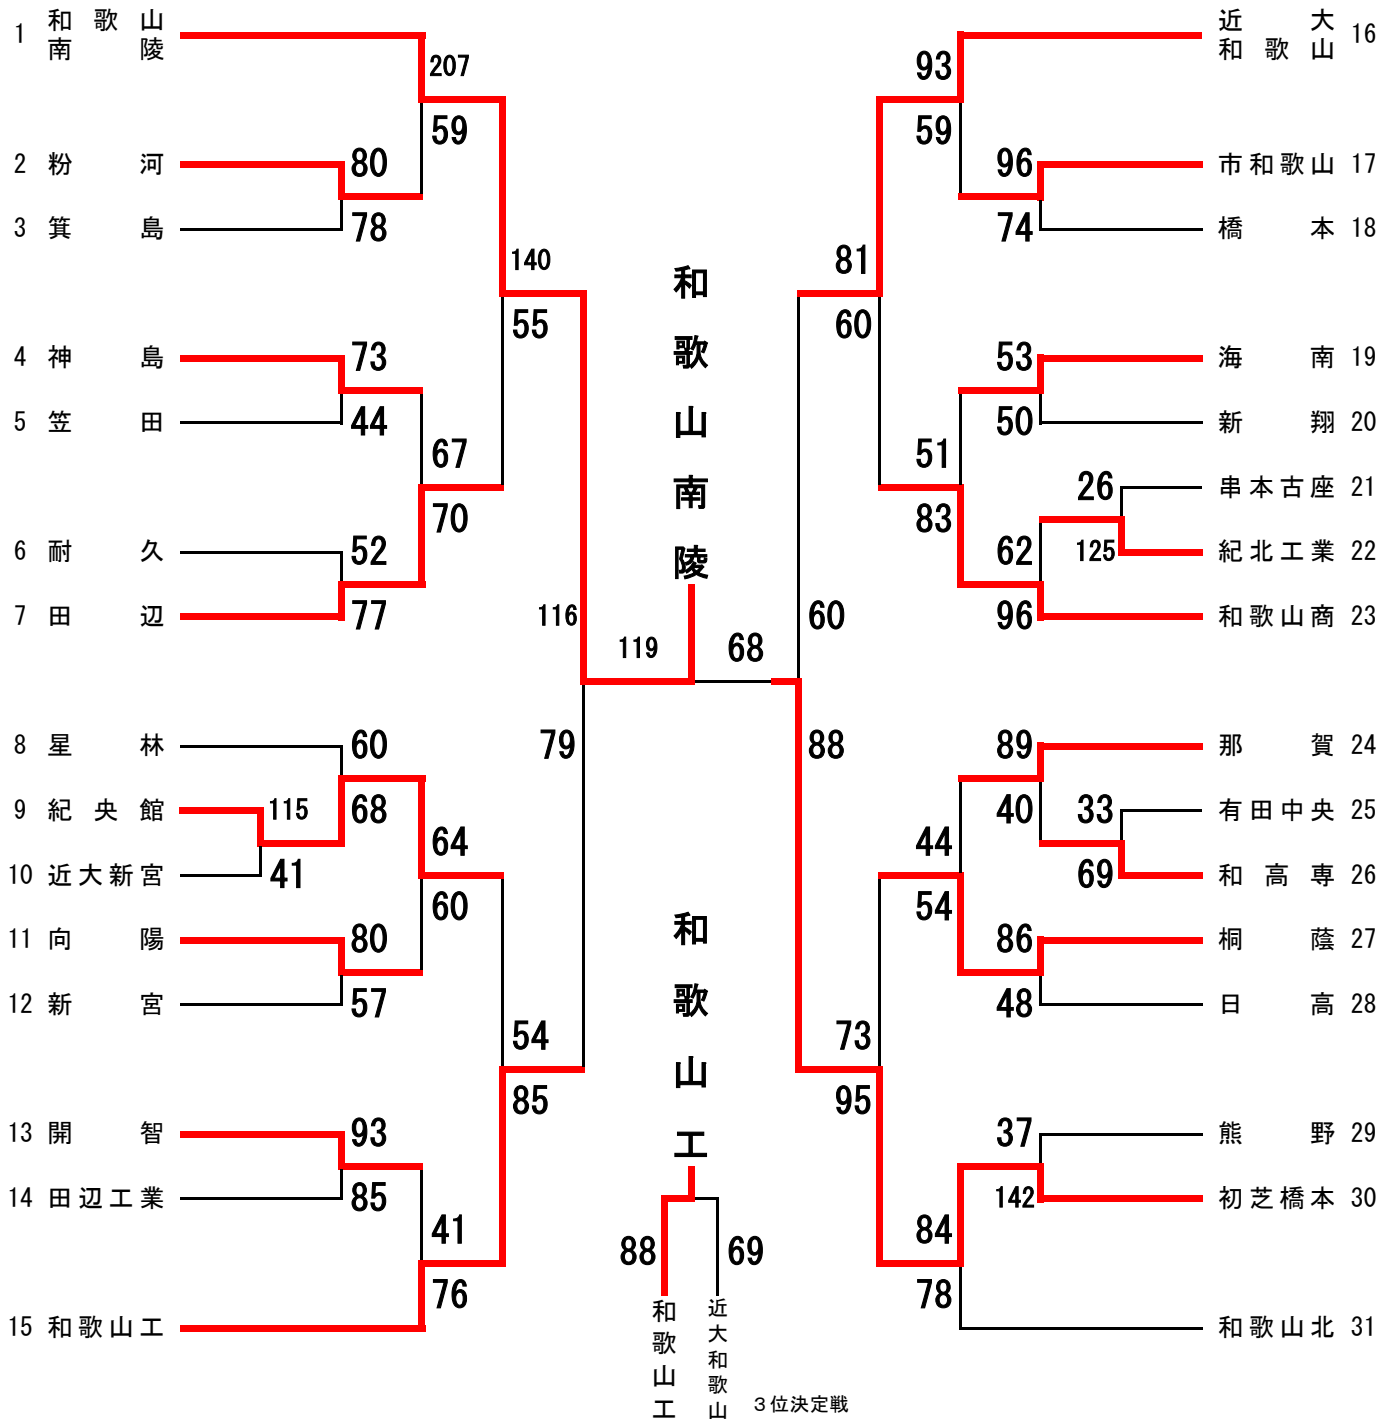 1 和歌山
南陵
2 粉河
3 箕島
4 神島
5 笠田
6 耐久
7 田辺
8 星林
9 紀央館
10 近大新宮
11 向陽
12 新宮
13 開智
14 田辺工業
15 和歌山工
207
59
80
78
140
55
73
44
67
70
52
77
116
79
60
115
68
41
64
60
80
57
54
85
93
85
41
76
和歌山南陵
119
68
和歌山工
88
69
和歌山工
近大和歌山
3位決定戦
93
59
96
74
81
60
53
50
51
83
26
125
62
96
60
88
89
40
33
69
44
54
86
48
73
95
37
142
84
78
近大
和歌山 16
市和歌山 17
橋本 18
海南 19
新翔 20
串本古座 21
紀北工業 22
和歌山商 23
那賀 24
有田中央 25
和高専 26
桐蔭 27
日高 28
熊野 29
初芝橋本 30
和歌山北 31